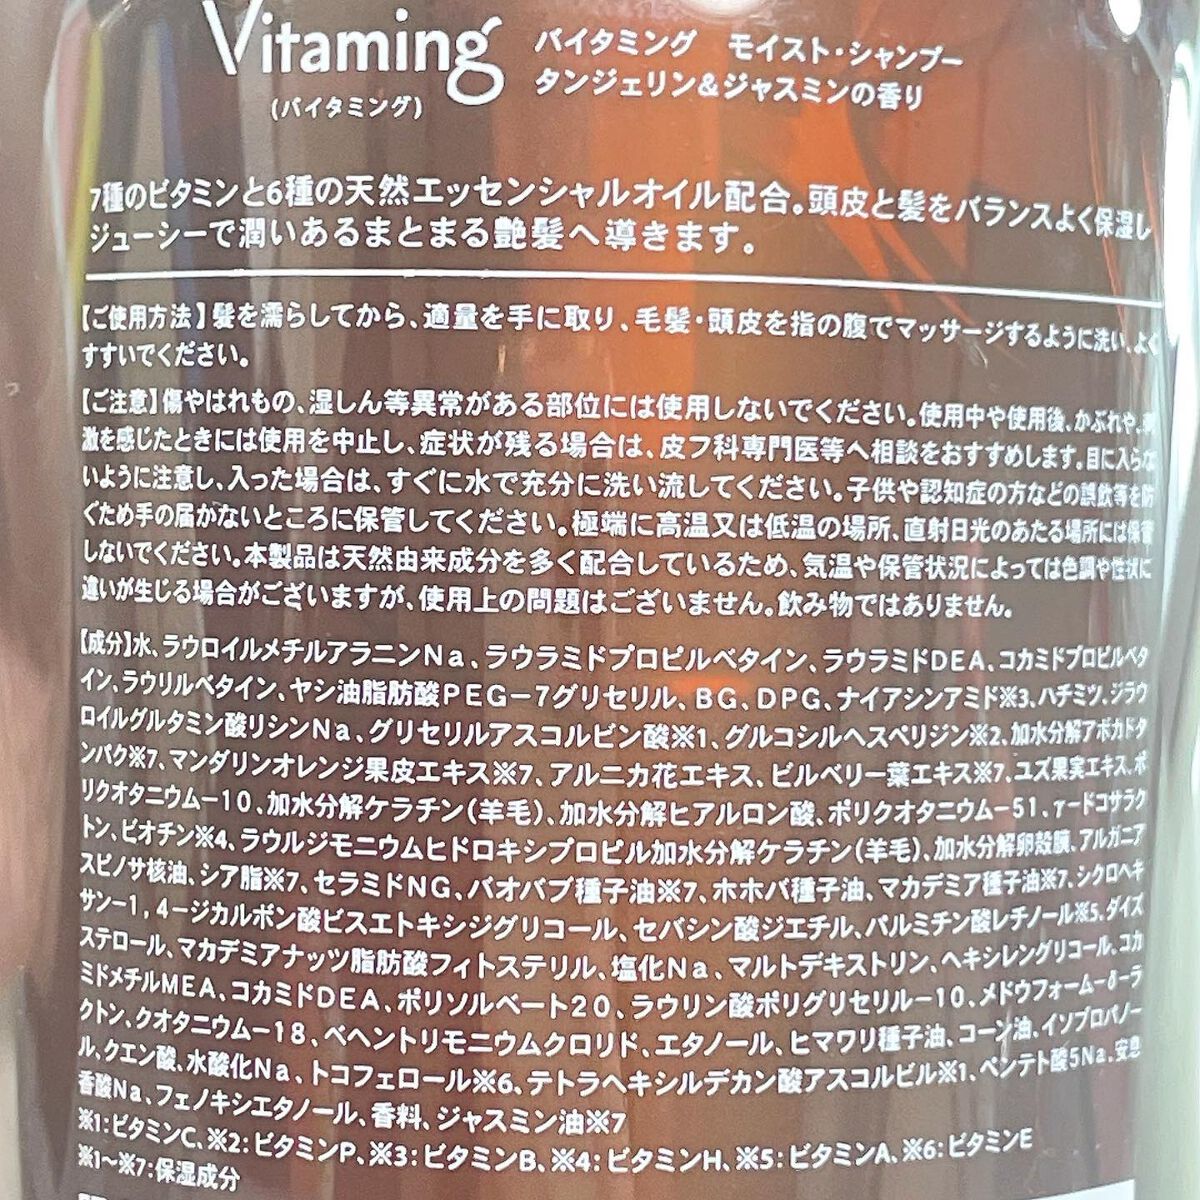 Vitaming
(バイタミング)
バイタミング モイスト・シャンプー
タンジェリン&ジャスミンの香り
7種のビタミンと6種の天然エッセンシャルオイル配合。頭皮と髪をバランスよく保湿し
ジューシーで潤いあるまとまる艶髪へ導きます。
【ご使用方法】髪を濡らしてから、適量を手に取り、毛髪・頭皮を指の腹でマッサージするように洗い、よく
すすいでください。
【ご注意】傷やはれもの、湿しん等異常がある部位には使用しないでください。使用中や使用後、かぶれや、刺
激を感じたときには使用を中止し、症状が残る場合は、皮フ科専門医等へ相談をおすすめします。目に入らな
いように注意し、入った場合は、すぐに水で充分に洗い流してください。子供や認知症の方などの誤飲等を防
ぐため手の届かないところに保管してください。極端に高温又は低温の場所、直射日光のあたる場所には保管
しないでください。本製品は天然由来成分を多く配合しているため、気温や保管状況によっては色調や性状に
違いが生じる場合がございますが、使用上の問題はございません。飲み物ではありません。
【成分】水、ラウロイルメチルアラニンNa、ラウラミドプロピルベタイン、ラウラミドDEA、コカミドプロピルベタ
イン、ラウリルベタイン、ヤシ油脂肪酸PEG-7グリセリル、BG、DPG、ナイアシンアミド※3、ハチミツ、ジラウ
ロイルグルタミン酸リシンNa、グリセリルアスコルビン酸※1、グルコシルヘスペリジン※2、加水分解アボカドタ
ンパク※7、マンダリンオレンジ果皮エキス※7、アルニカ花エキス、ビルベリー葉エキス※7、ユズ果実エキス、ポ
リクオタニウム-10、加水分解ケラチン(羊毛)、加水分解ヒアルロン酸、ポリクオタニウム-51、γ-ドコサラク
トン、ビオチン※4、ラウルジモニウムヒドロキシプロピル加水分解ケラチン(羊毛)、加水分解卵殻膜、アルガニア
スピノサ核油、シア脂※7、セラミドNG、バオバブ種子油※7、ホホバ種子油、マカデミア種子油※7、シクロヘキ
サン-1,4-ジカルボン酸ビスエトキシジグリコール、セバシン酸ジエチル、パルミチン酸レチノール※5、ダイズ
ステロール、マカデミアナッツ脂肪酸フィトステリル、塩化Na、マルトデキストリン、ヘキシレングリコール、コカ
ミドメチルMEA、コカミドDEA、ポリソルベート20、ラウリン酸ポリグリセリル-10、メドウフォーム-δ-ラ
クトン、クオタニウム-18、ベヘントリモニウムクロリド、エタノール、ヒマワリ種子油、コーン油、イソプロパノー
ル、クエン酸、水酸化Na、トコフェロール※6、テトラヘキシルデカン酸アスコルビル※1、ペンテト酸5Na、安息
香酸Na、フェノキシエタノール、香料、ジャスミン油※7
※1:ビタミンC、※2:ビタミンP、※3:ビタミンB、※4:ビタミンH、※5:ビタミンA、※6:ビタミンE
※1~※7:保湿成分